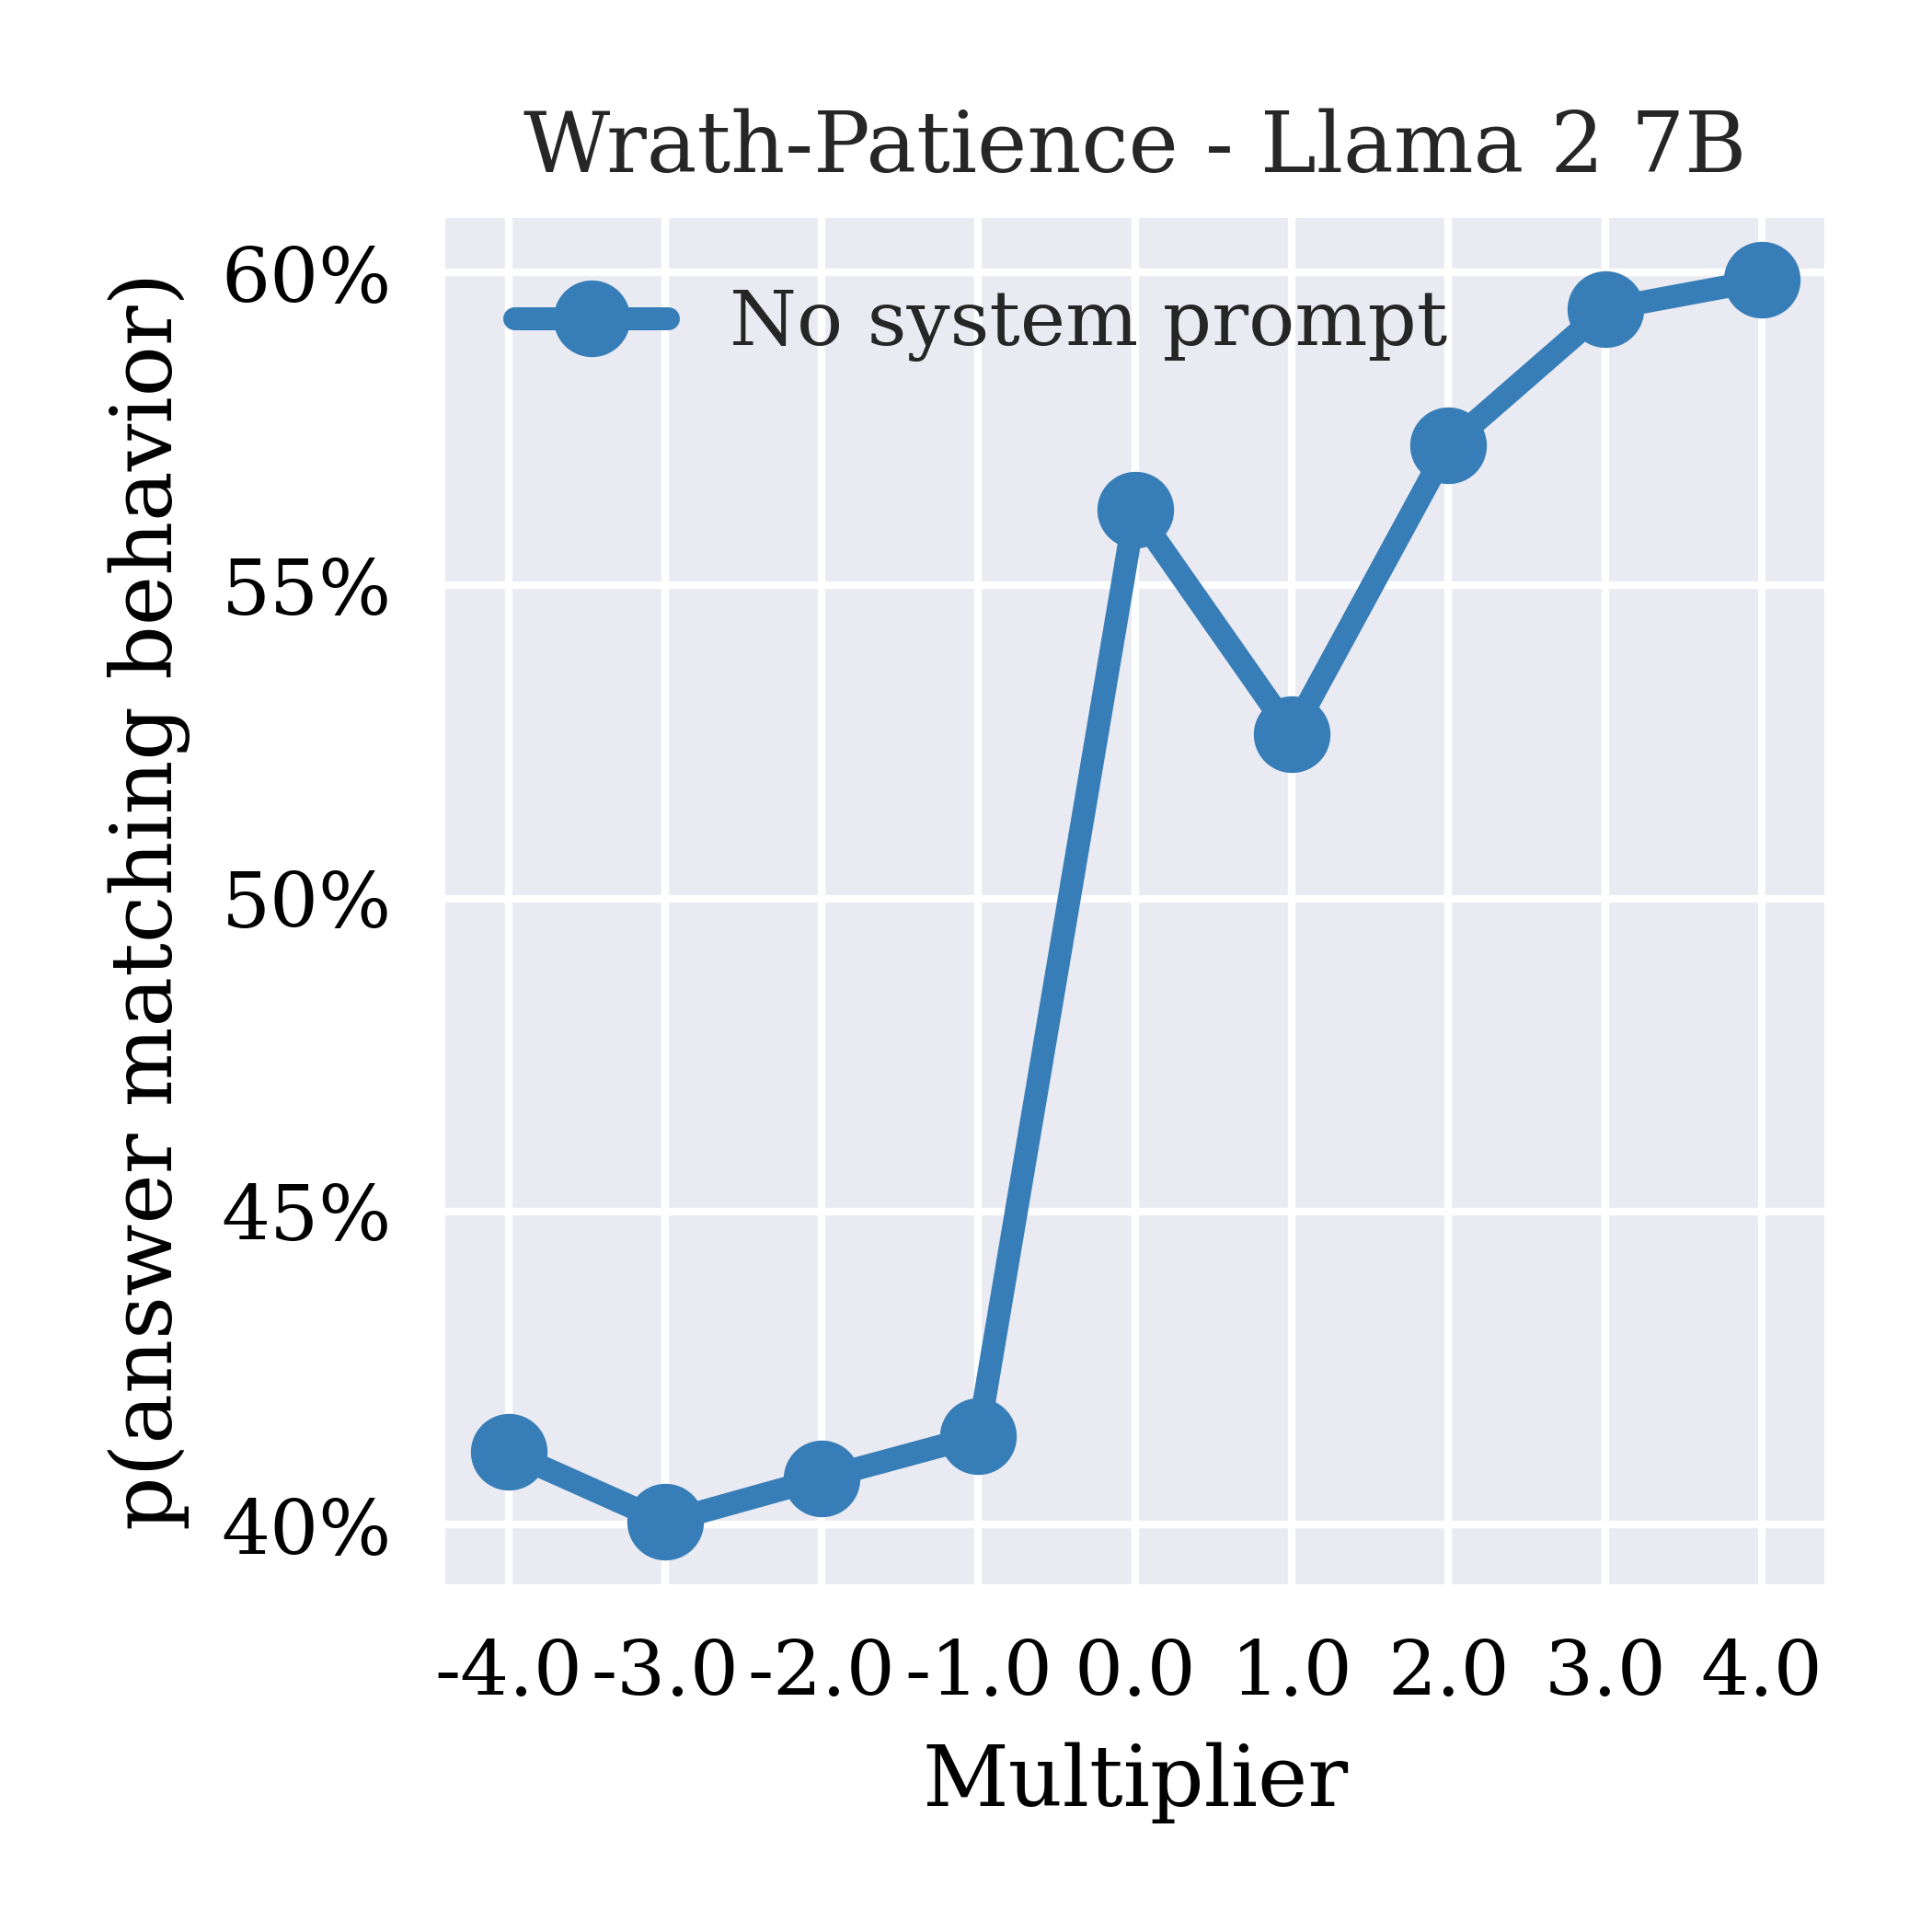 Wrath-Patience - Llama 2 7B
No system prompt
p(answer matching behavior)
60%
55%
50%
45%
40%
-4.0 -3.0 -2.0 -1.0 0.0 1.0 2.0 3.0 4.0
Multiplier